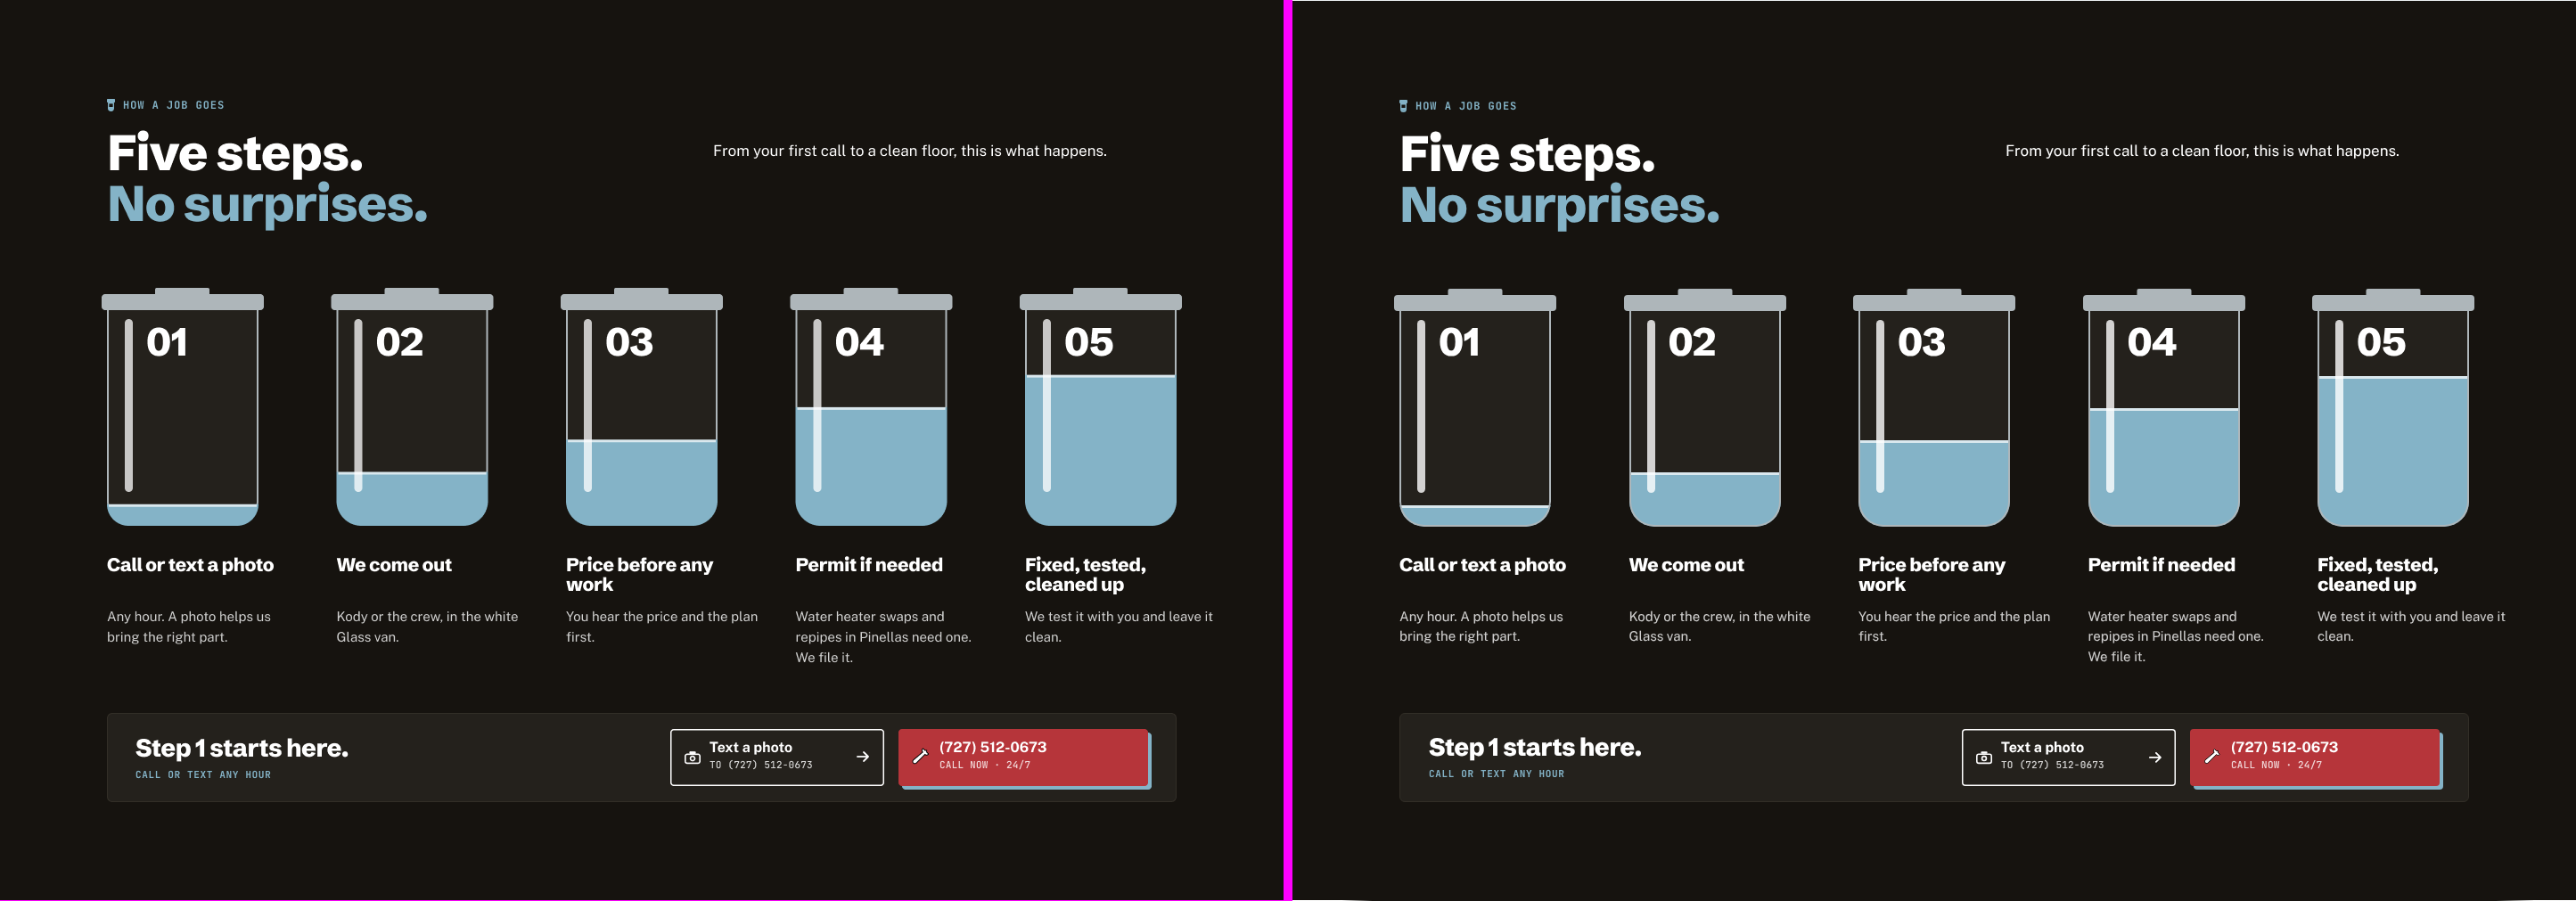 HOW A JOB GOES
Five steps.
No surprises.
From your first call to a clean floor, this is what happens.
01
02
03
04
05
Call or text a photo
We come out
Price before any
work
Permit if needed
Fixed, tested,
cleaned up
Any hour. A photo helps us
bring the right part.
Kody or the crew, in the white
Glass van.
You hear the price and the plan
first.
Water heater swaps and
repipes in Pinellas need one.
We file it.
We test it with you and leave it
clean.
Step 1 starts here.
CALL OR TEXT ANY HOUR
Text a photo
TO (727) 512-0673
(727) 512-0673
CALL NOW · 24/7
HOW A JOB GOES
Five steps.
No surprises.
From your first call to a clean floor, this is what happens.
01
02
03
04
05
Call or text a photo
We come out
Price before any
work
Permit if needed
Fixed, tested,
cleaned up
Any hour. A photo helps us
bring the right part.
Kody or the crew, in the white
Glass van.
You hear the price and the plan
first.
Water heater swaps and
repipes in Pinellas need one.
We file it.
We test it with you and leave it
clean.
Step 1 starts here.
CALL OR TEXT ANY HOUR
Text a photo
TO (727) 512-0673
(727) 512-0673
CALL NOW · 24/7